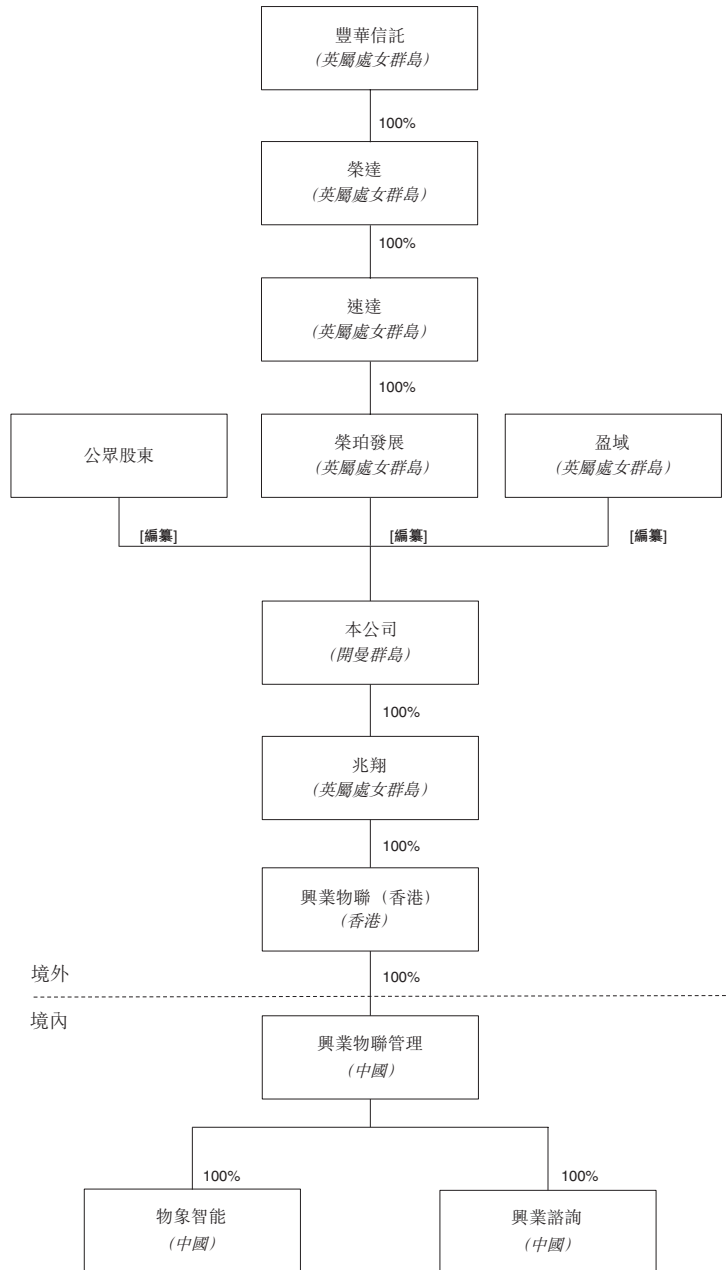 豐華信託
(英屬處女群島)
100%
榮達
(英屬處女群島)
100%
速達
(英屬處女群島)
100%
公眾股東
榮珀發展
(英屬處女群島)
盈域
(英屬處女群島)
[編纂]
[編纂]
[編纂]
本公司
(開曼群島)
100%
兆翔
(英屬處女群島)
100%
興業物聯（香港）
(香港)
境外
100%
境內
興業物聯管理
(中國)
100%
100%
物象智能
(中國)
興業諮詢
(中國)